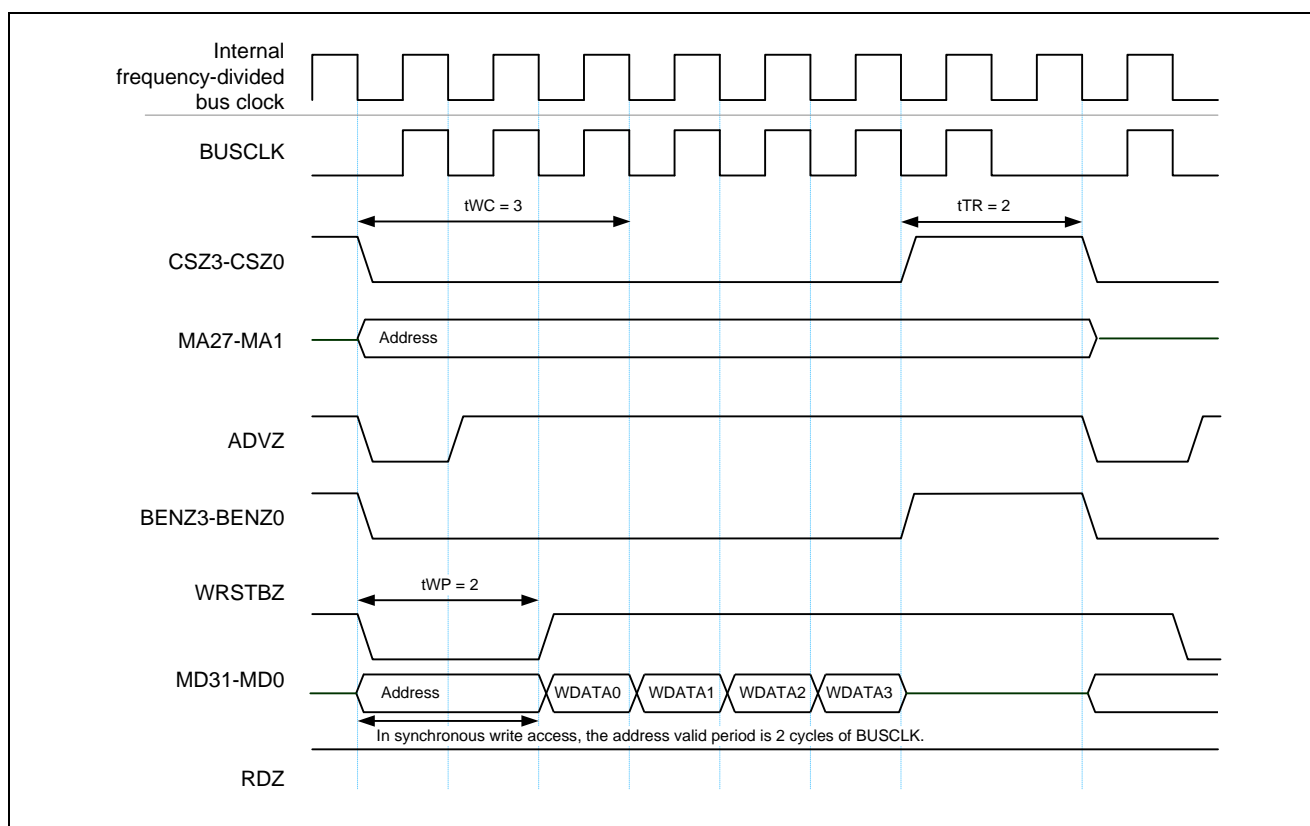 Internal
frequency-divided
bus clock
BUSCLK
tWC = 3
tTR = 2
CSZ3-CSZ0
MA27-MA1
Address
ADVZ
BENZ3-BENZ0
tWP = 2
WRSTBZ
MD31-MD0
Address
WDATA0
WDATA1
WDATA2
WDATA3
In synchronous write access, the address valid period is 2 cycles of BUSCLK.
RDZ